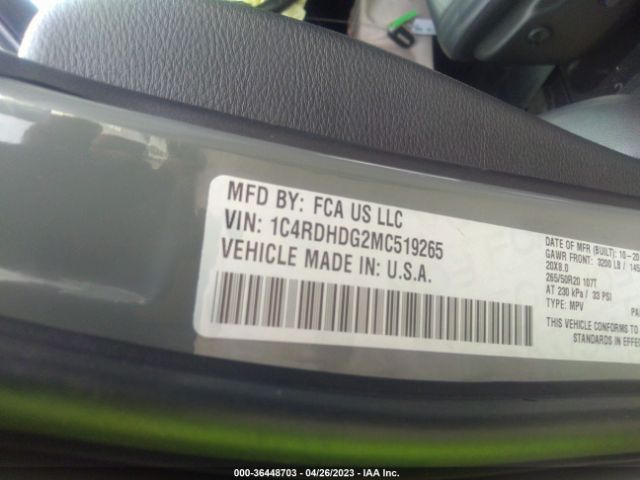 MFD BY: FCA US LLC
VIN: 1C4RDHDG2MC519265
VEHICLE MADE IN: U.S.A.
DATE OF MFR (BUILT): 10-20
GAWR FRONT: 3200 LB / 145
20X8.0
265/50R20 107T
AT 230 kPa / 33 PSI
TYPE: MPV
THIS VEHICLE CONFORMS TO
STANDARDS IN EFFE
000-36448703 - 04/26/2023 - IAA Inc.